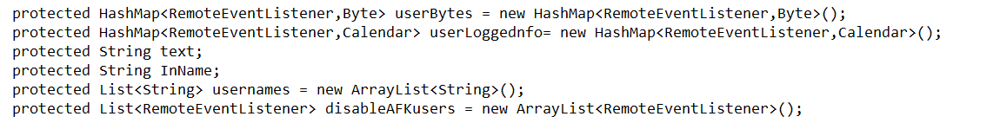 protected HashMap<RemoteEventListener,Byte> userBytes = new HashMap<RemoteEventListener,Byte>();
protected HashMap<RemoteEventListener,Calendar> userLoggednfo= new HashMap<RemoteEventListener,Calendar>();
protected String text;
protected String InName;
protected List<String> usernames = new ArrayList<String>();
protected List<RemoteEventListener> disableAFKusers = new ArrayList<RemoteEventListener>();